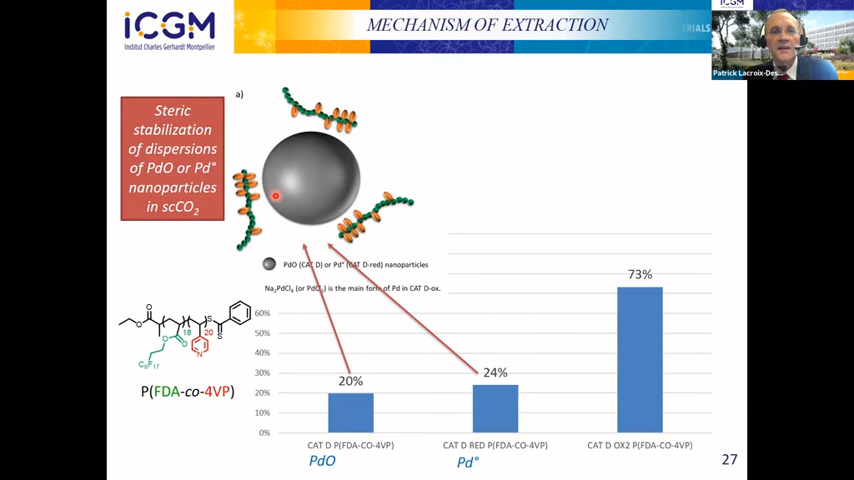 iCGM
Institut Charles Gerhardt Montpellier
MECHANISM OF EXTRACTION
ERIALS
ICGM
Patrick Lacroix-Des...
Steric
stabilization
of dispersions
of PdO or Pd°
nanoparticles
in scCO2
a)
PdO (CAT D) or Pd° (CAT D-red) nanoparticles
Na2PdCl4 (or PdCl2) is the main form of Pd in CAT D-ox.
O
O
S
18
20
S
O
O
N
C8F17
P(FDA-co-4VP)
73%
60%
50%
40%
30%
20%
10%
0%
20%
24%
CAT D P(FDA-CO-4VP)
CAT D RED P(FDA-CO-4VP)
CAT D OX2 P(FDA-CO-4VP)
PdO
Pd°
27